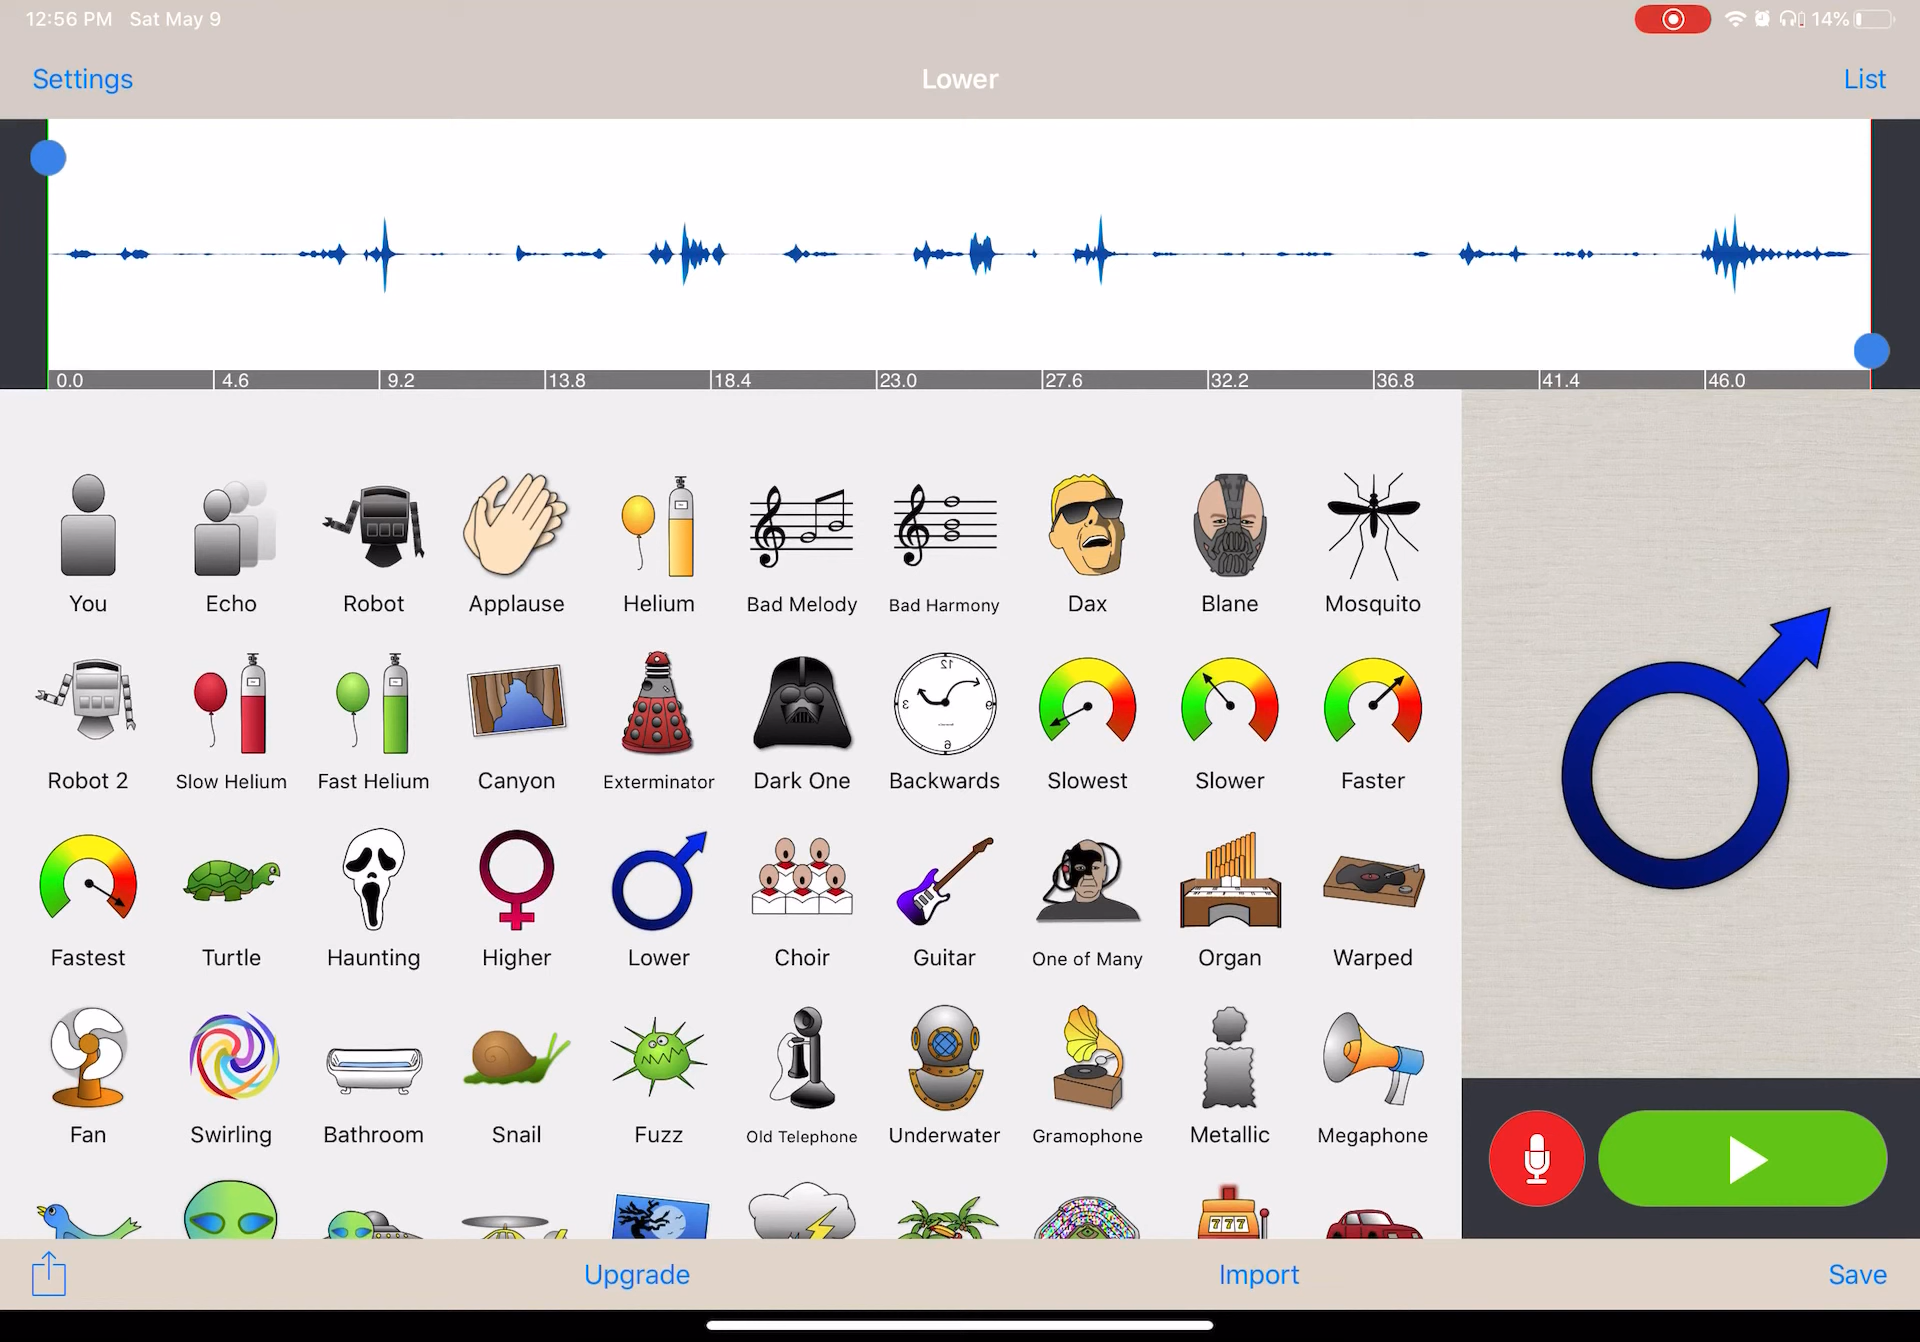 12:56 PM Sat May 9 14%
Settings Lower List
0.0 4.6 9.2 13.8 18.4 23.0 27.6 32.2 36.8 41.4 46.0
You Echo Robot Applause Helium Bad Melody Bad Harmony Dax Blane Mosquito
Robot 2 Slow Helium Fast Helium Canyon Exterminator Dark One Backwards Slowest Slower Faster
Fastest Turtle Haunting Higher Lower Choir Guitar One of Many Organ Warped
Fan Swirling Bathroom Snail Fuzz Old Telephone Underwater Gramophone Metallic Megaphone
777
Upgrade Import Save